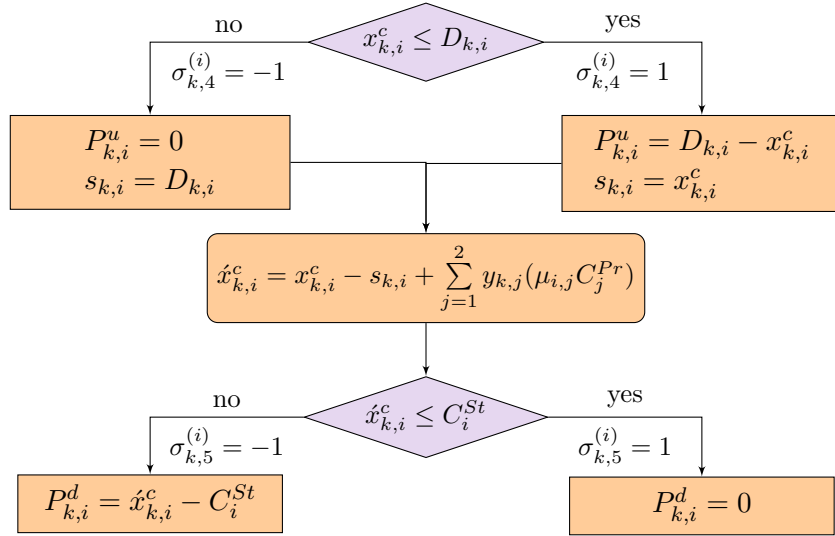 x^c_{k,i} ≤ D_{k,i}
no
yes
σ^{(i)}_{k,4} = −1
σ^{(i)}_{k,4} = 1
P^u_{k,i} = 0
s_{k,i} = D_{k,i}
P^u_{k,i} = D_{k,i} − x^c_{k,i}
s_{k,i} = x^c_{k,i}
x́^c_{k,i} = x^c_{k,i} − s_{k,i} + ∑_{j=1}^{2} y_{k,j}(μ_{i,j}C^{Pr}_j)
x́^c_{k,i} ≤ C^{St}_i
no
yes
σ^{(i)}_{k,5} = −1
σ^{(i)}_{k,5} = 1
P^d_{k,i} = x́^c_{k,i} − C^{St}_i
P^d_{k,i} = 0